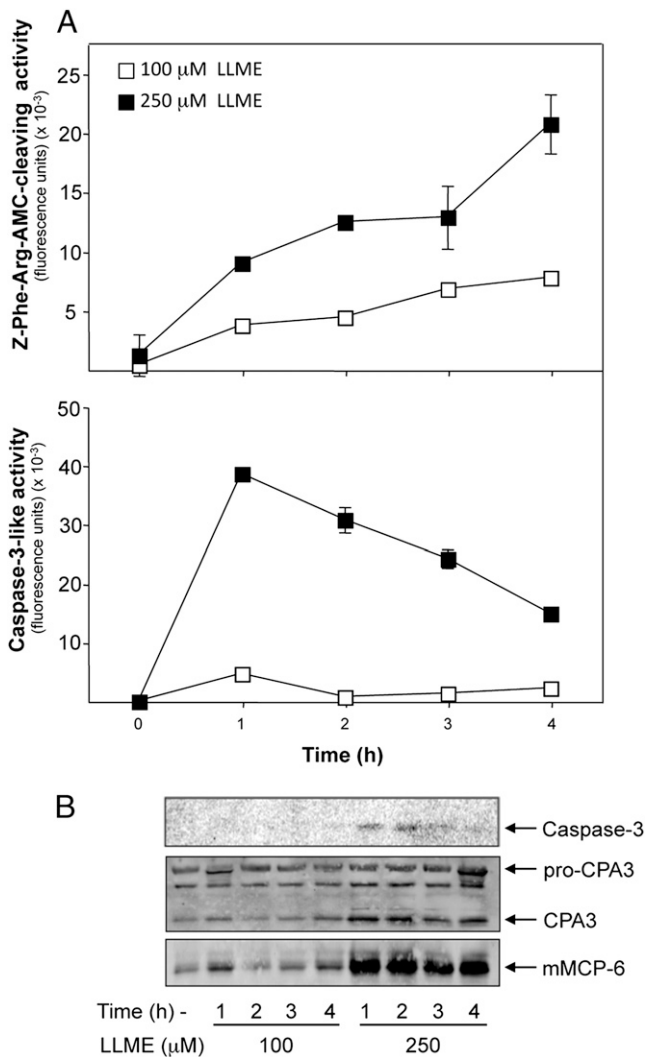 A
Z-Phe-Arg-AMC-cleaving activity
(fluorescence units) (x 10-3)
25
20
15
10
5
100 µM LLME
250 µM LLME
Caspase-3-like activity
(fluorescence units) (x 10-3)
50
40
30
20
10
0 1 2 3 4
Time (h)
B
Caspase-3
pro-CPA3
CPA3
mMCP-6
Time (h) - 1 2 3 4 1 2 3 4
LLME (µM) 100 250